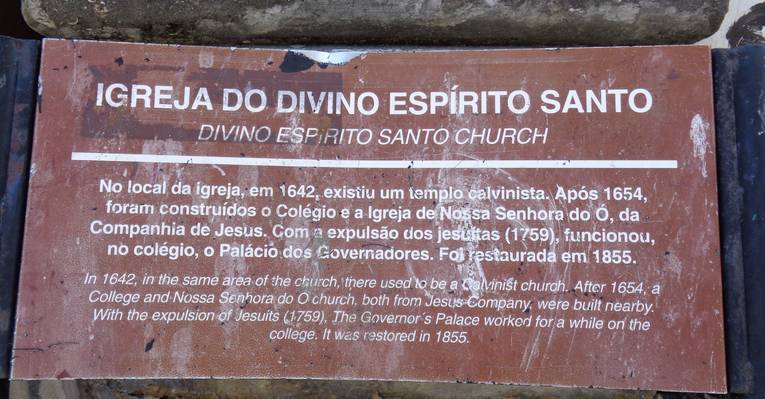 IGREJA DO DIVINO ESPÍRITO SANTO
DIVINO ESPIRITO SANTO CHURCH
No local da igreja, em 1642, existiu um templo calvinista. Após 1654,
foram construídos o Colégio e a Igreja de Nossa Senhora do Ó, da
Companhia de Jesus. Com a expulsão dos jesuítas (1759), funcionou,
no colégio, o Palácio dos Governadores. Foi restaurada em 1855.
In 1642, in the same area of the church, there used to be a Calvinist church. After 1654, a
College and Nossa Senhora do O church, both from Jesus Company, were built nearby.
With the expulsion of Jesuits (1759), The Governor's Palace worked for a while on the
college. It was restored in 1855.